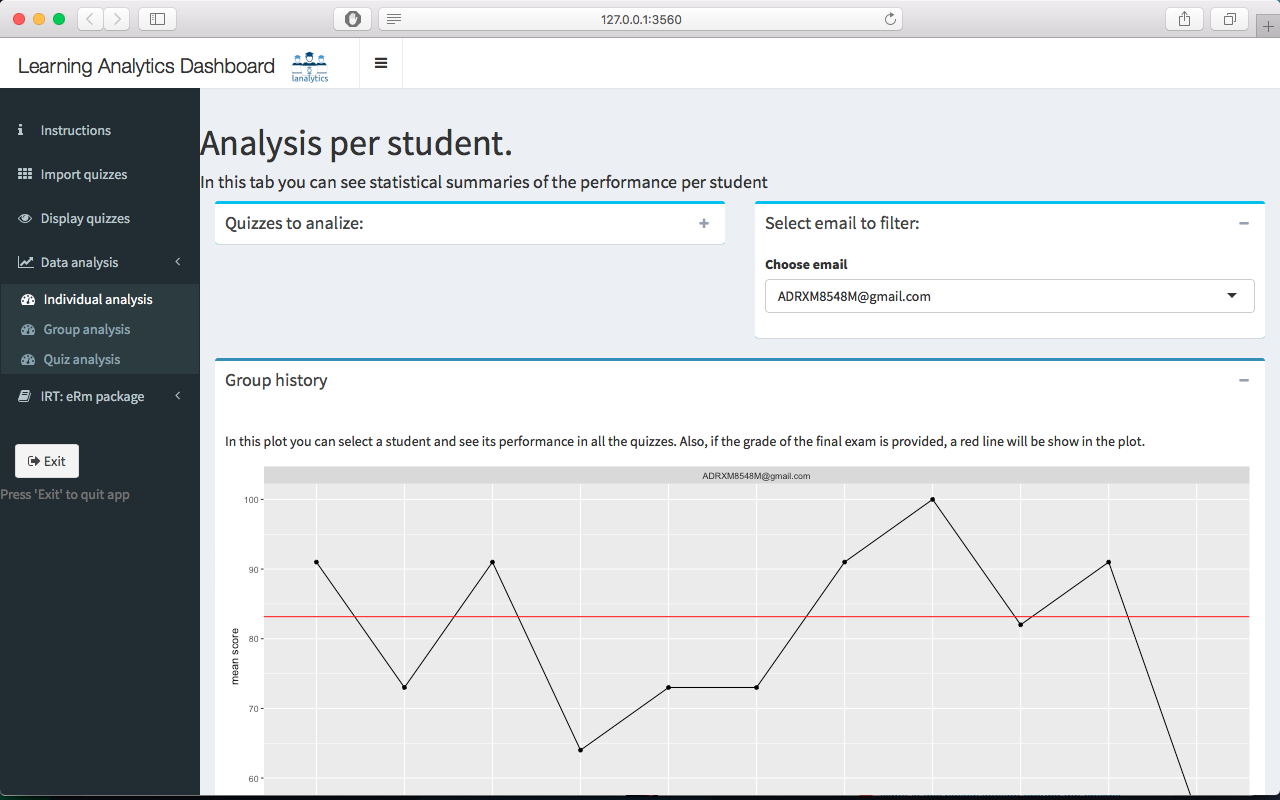 127.0.0.1:3560
Learning Analytics Dashboard
lanalytics
Instructions
Import quizzes
Display quizzes
Data analysis
Individual analysis
Group analysis
Quiz analysis
IRT: eRm package
Exit
Press 'Exit' to quit app
Analysis per student.
In this tab you can see statistical summaries of the performance per student
Quizzes to analize:
Select email to filter:
Choose email
ADRXM8548M@gmail.com
Group history
In this plot you can select a student and see its performance in all the quizzes. Also, if the grade of the final exam is provided, a red line will be show in the plot.
ADRXM8548M@gmail.com
100
90
80
70
60
mean score